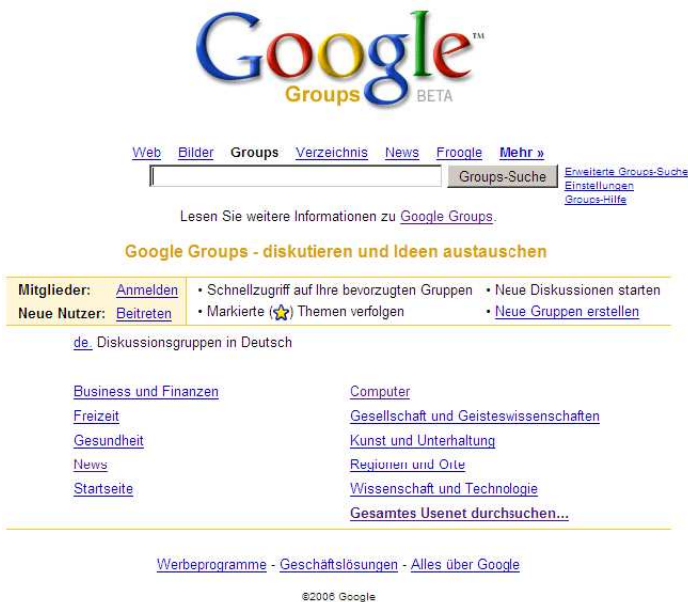 Google™
Groups BETA
Web Bilder Groups Verzeichnis News Froogle Mehr »
Groups-Suche
Erweiterte Groups-Suche
Einstellungen
Groups-Hilfe
Lesen Sie weitere Informationen zu Google Groups.
Google Groups - diskutieren und Ideen austauschen
Mitglieder: Anmelden • Schnellzugriff auf Ihre bevorzugten Gruppen • Neue Diskussionen starten
Neue Nutzer: Beitreten • Markierte () Themen verfolgen • Neue Gruppen erstellen
de. Diskussionsgruppen in Deutsch
Business und Finanzen Computer
Freizeit Gesellschaft und Geisteswissenschaften
Gesundheit Kunst und Unterhaltung
News Regionen und Orte
Startseite Wissenschaft und Technologie
Gesamtes Usenet durchsuchen...
Werbeprogramme - Geschäftslösungen - Alles über Google
©2006 Google